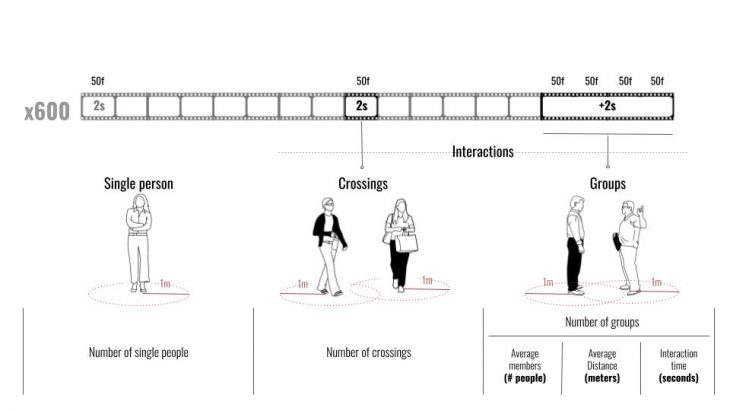 50f 50f 50f 50f 50f 50f
x600 2s 2s +2s
Interactions
Single person Crossings Groups
1m 1m 1m 1m 1m
Number of groups
Number of single people Number of crossings
Average members (# people)
Average Distance (meters)
Interaction time (seconds)